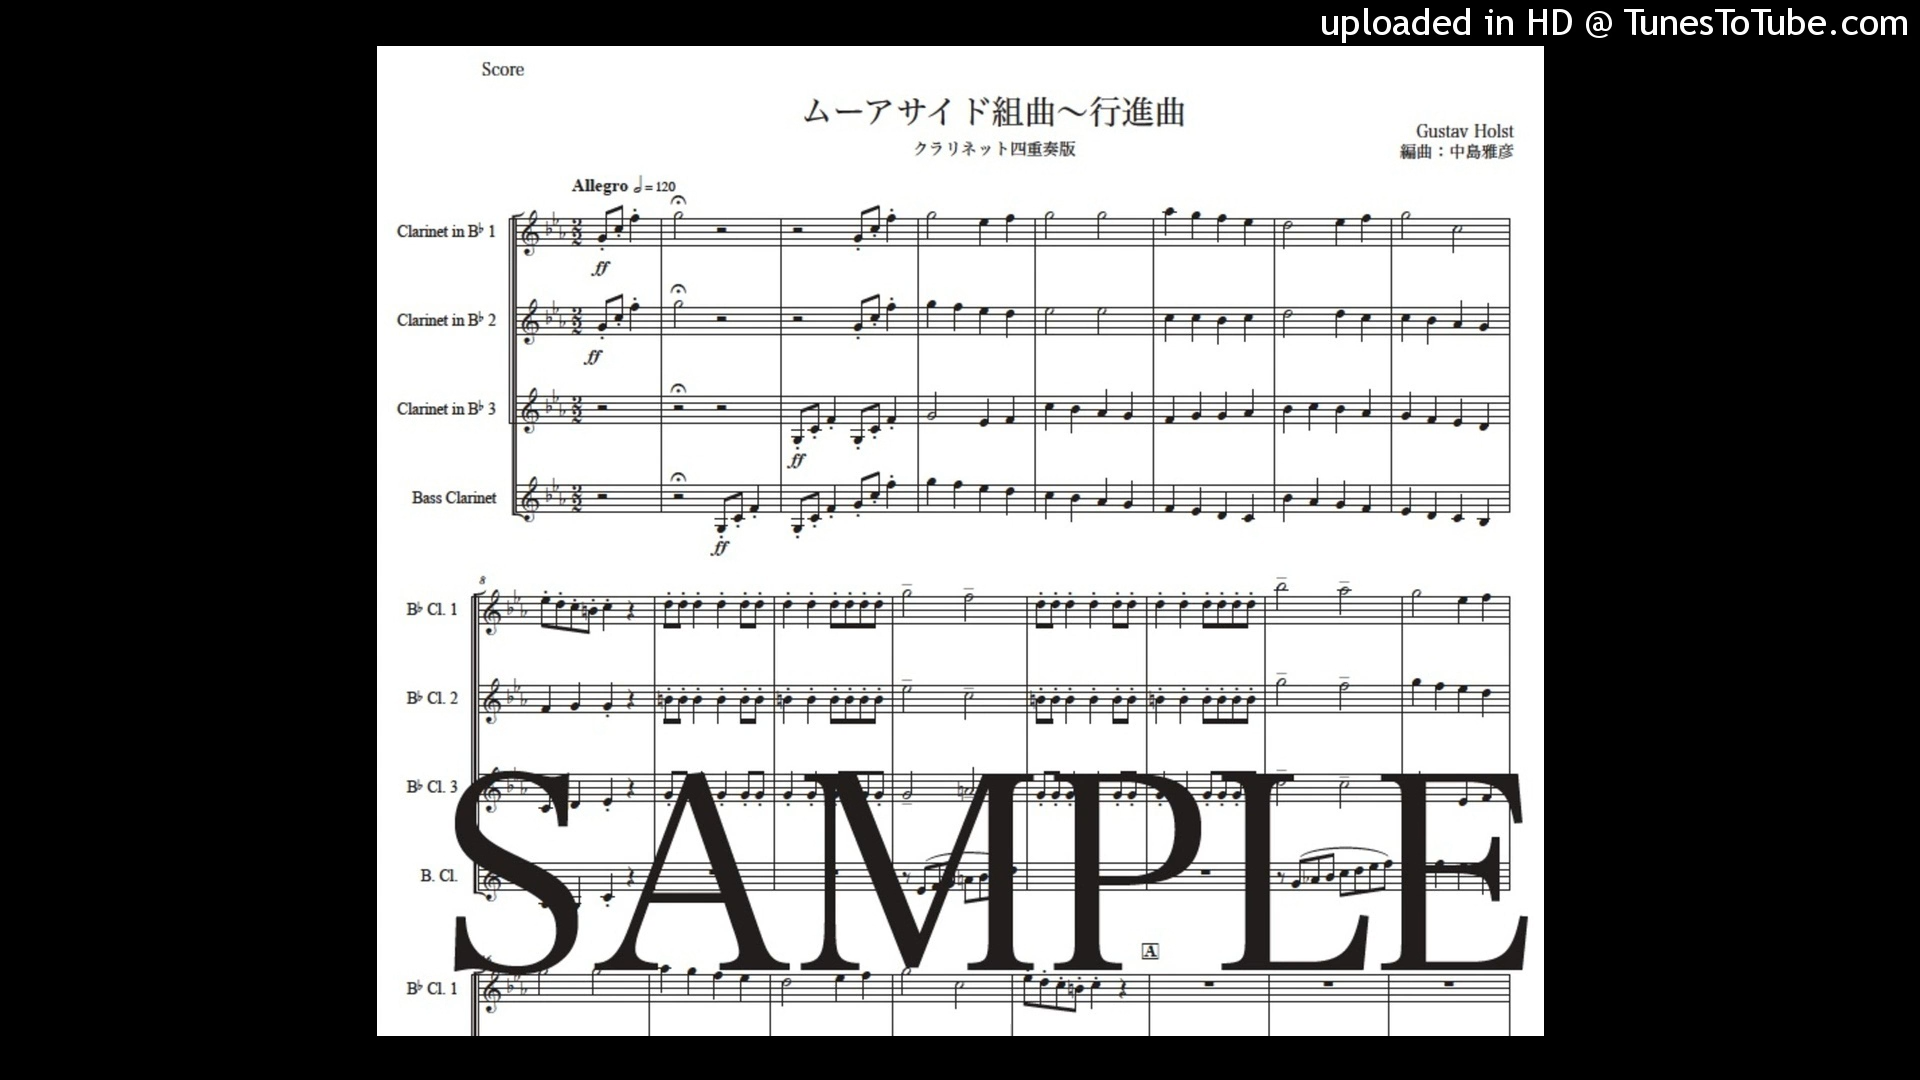 uploaded in HD @ TunesToTube.com
Score
ムーアサイド組曲～行進曲
クラリネット四重奏版
Gustav Holst
編曲：中島雅彦
Allegro 𝅗𝅥=120
Clarinet in B♭ 1
ff
Clarinet in B♭ 2
ff
Clarinet in B♭ 3
ff
Bass Clarinet
ff
8
B♭ Cl. 1
B♭ Cl. 2
B♭ Cl. 3
B. Cl.
SAMPLE
A
B♭ Cl. 1